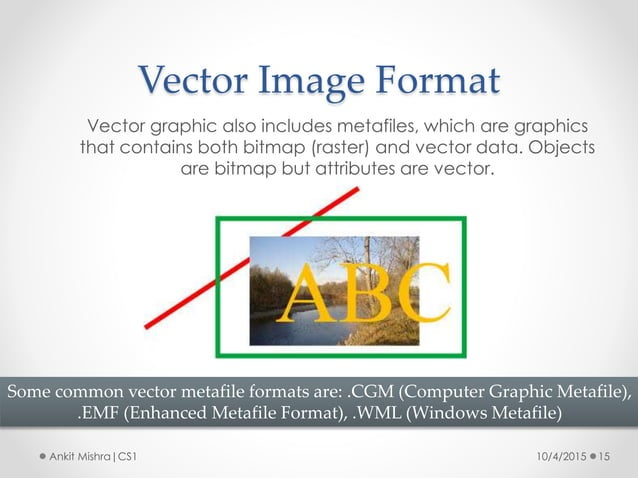 Vector Image Format
Vector graphic also includes metafiles, which are graphics
that contains both bitmap (raster) and vector data. Objects
are bitmap but attributes are vector.
ABC
Some common vector metafile formats are: .CGM (Computer Graphic Metafile),
.EMF (Enhanced Metafile Format), .WML (Windows Metafile)
Ankit Mishra|CS1 10/4/2015 15